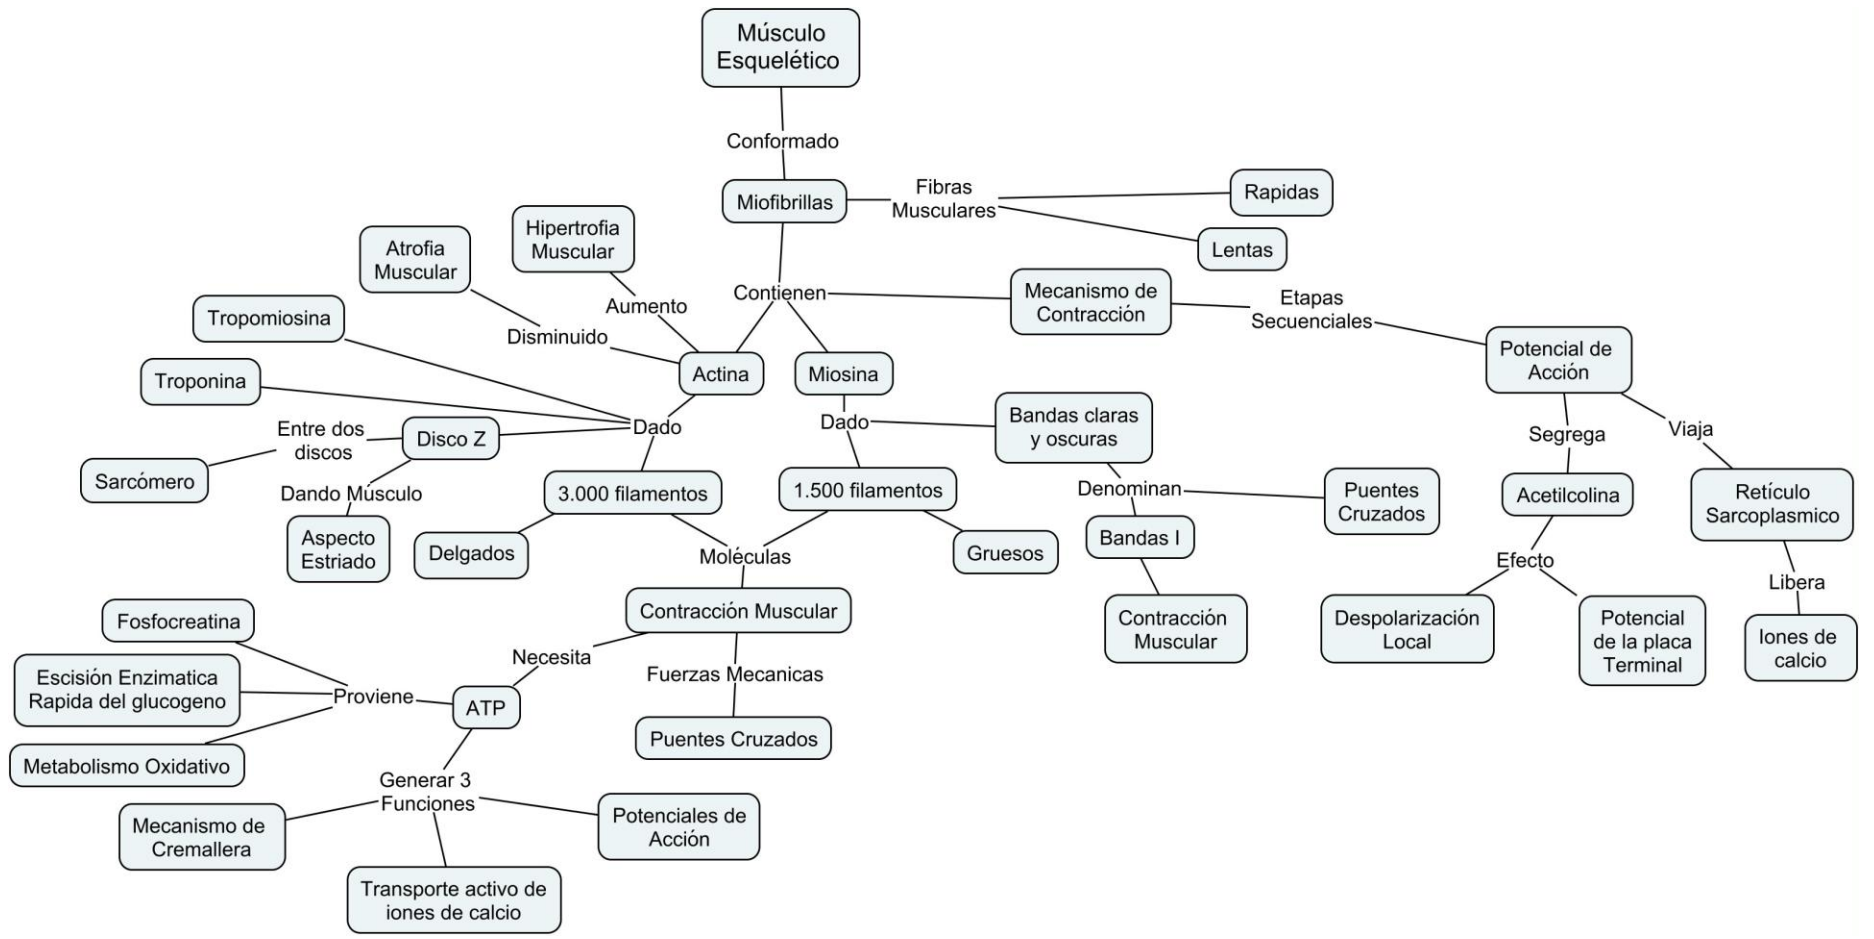 Músculo
Esquelético
Conformado
Miofibrillas
Fibras
Musculares
Rapidas
Lentas
Hipertrofia
Muscular
Atrofia
Muscular
Aumento
Disminuido
Contienen
Mecanismo de
Contracción
Etapas
Secuenciales
Potencial de
Acción
Tropomiosina
Troponina
Actina
Miosina
Dado
Dado
Bandas claras
y oscuras
Entre dos
discos
Disco Z
Sarcómero
Dando Músculo
Aspecto
Estriado
3.000 filamentos
1.500 filamentos
Delgados
Moléculas
Gruesos
Denominan
Puentes
Cruzados
Bandas I
Contracción
Muscular
Segrega
Viaja
Acetilcolina
Retículo
Sarcoplasmico
Efecto
Libera
Despolarización
Local
Potencial
de la placa
Terminal
Iones de
calcio
Contracción Muscular
Necesita
Fuerzas Mecanicas
Puentes Cruzados
Fosfocreatina
Escisión Enzimatica
Rapida del glucogeno
Metabolismo Oxidativo
Proviene
ATP
Generar 3
Funciones
Mecanismo de
Cremallera
Transporte activo de
iones de calcio
Potenciales de
Acción